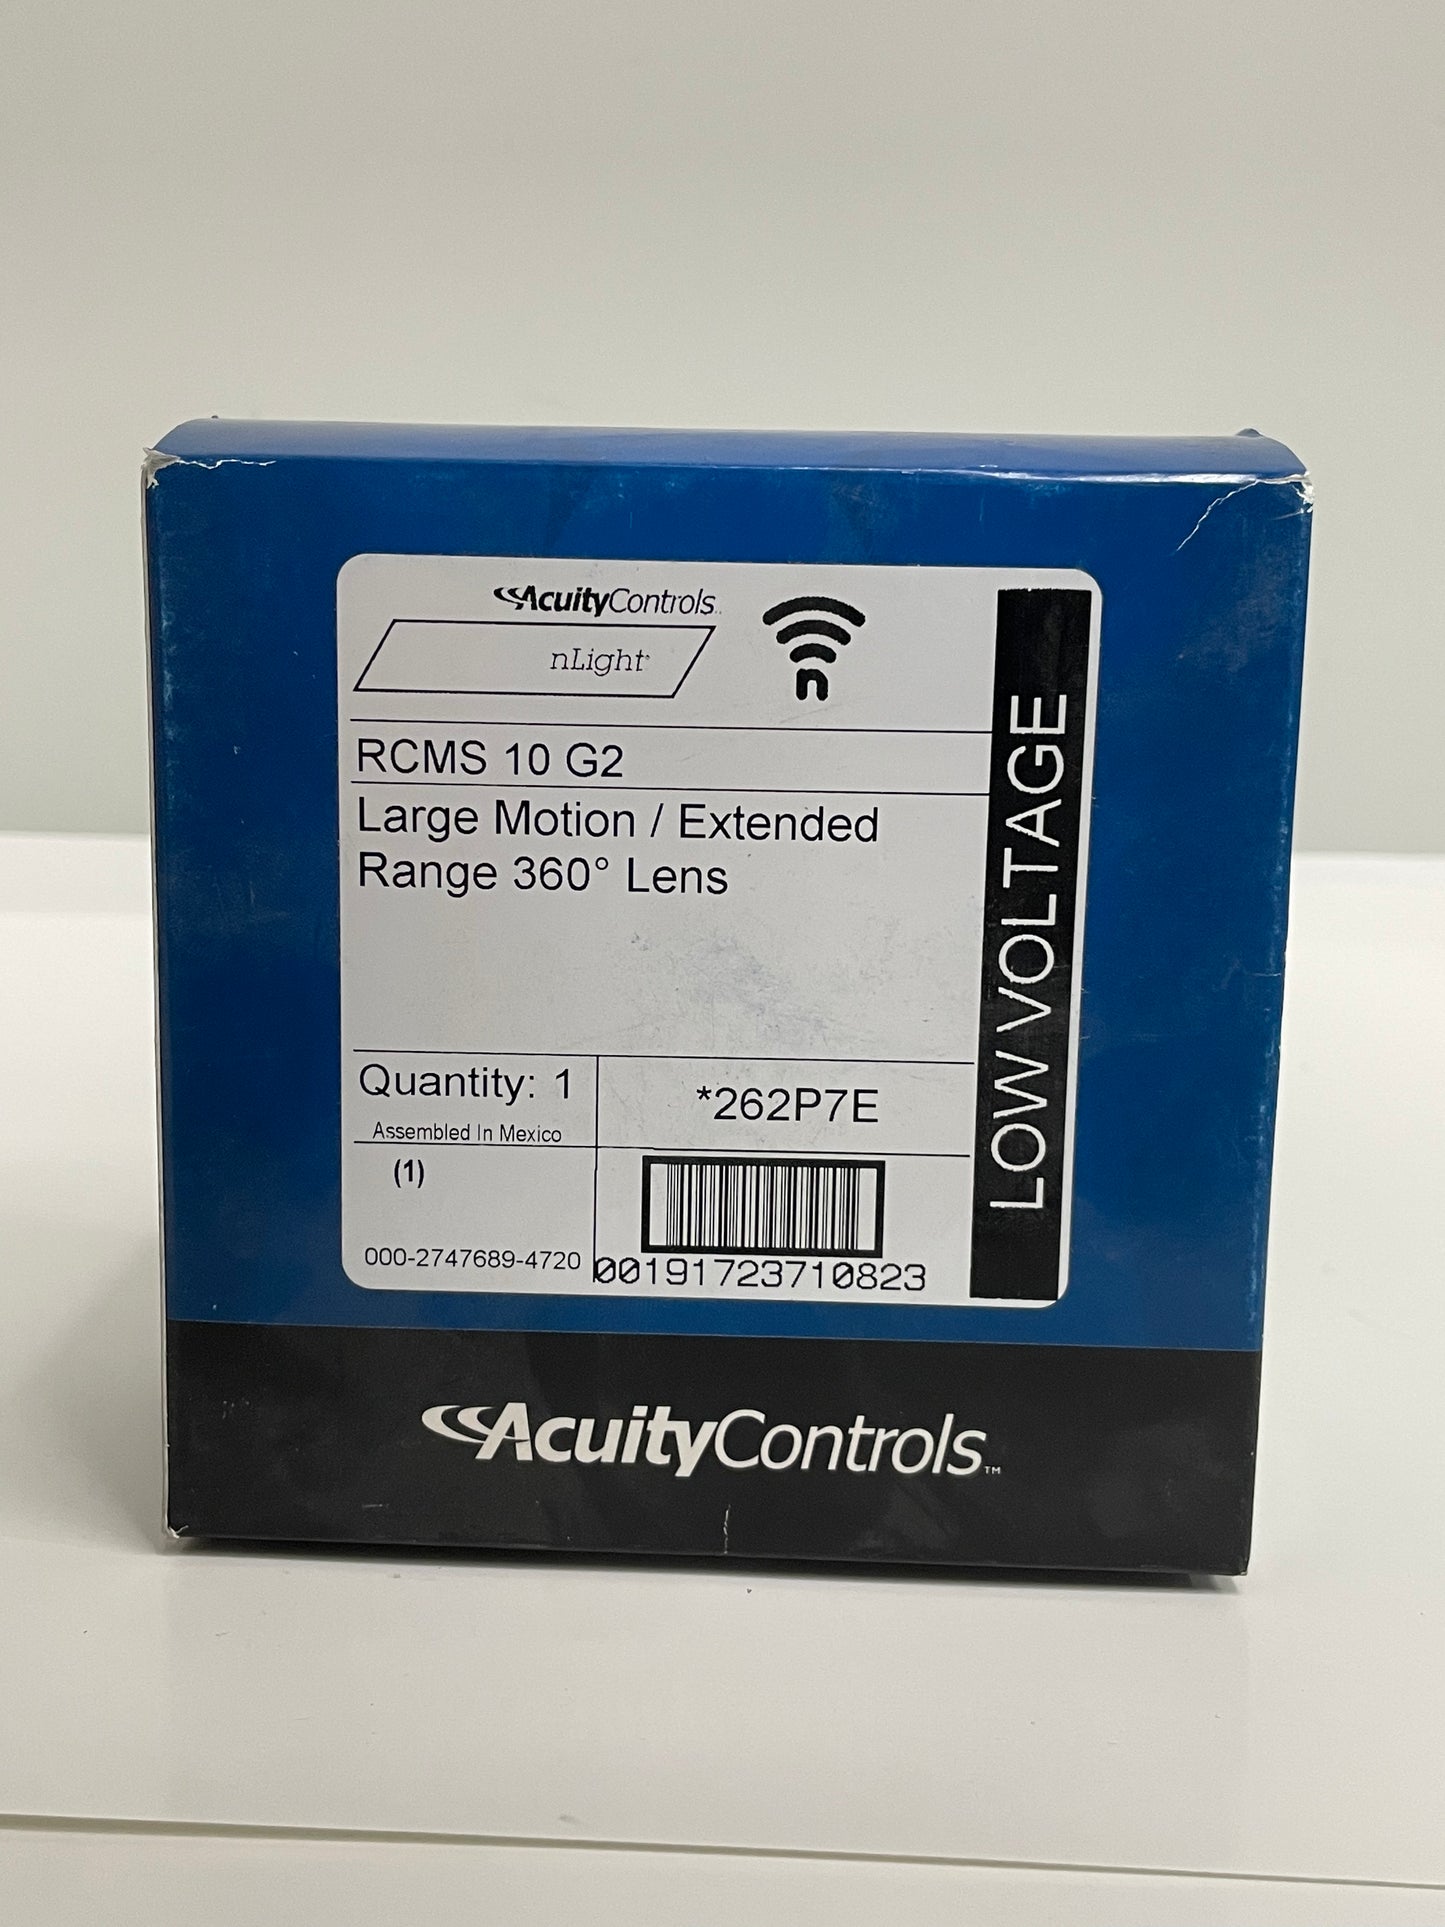 AcuityControls
nLight
n
RCMS 10 G2
Large Motion / Extended
Range 360° Lens
LOW VOLTAGE
Quantity: 1
Assembled In Mexico
*262P7E
(1)
000-2747689-4720
00191723710823
AcuityControls™